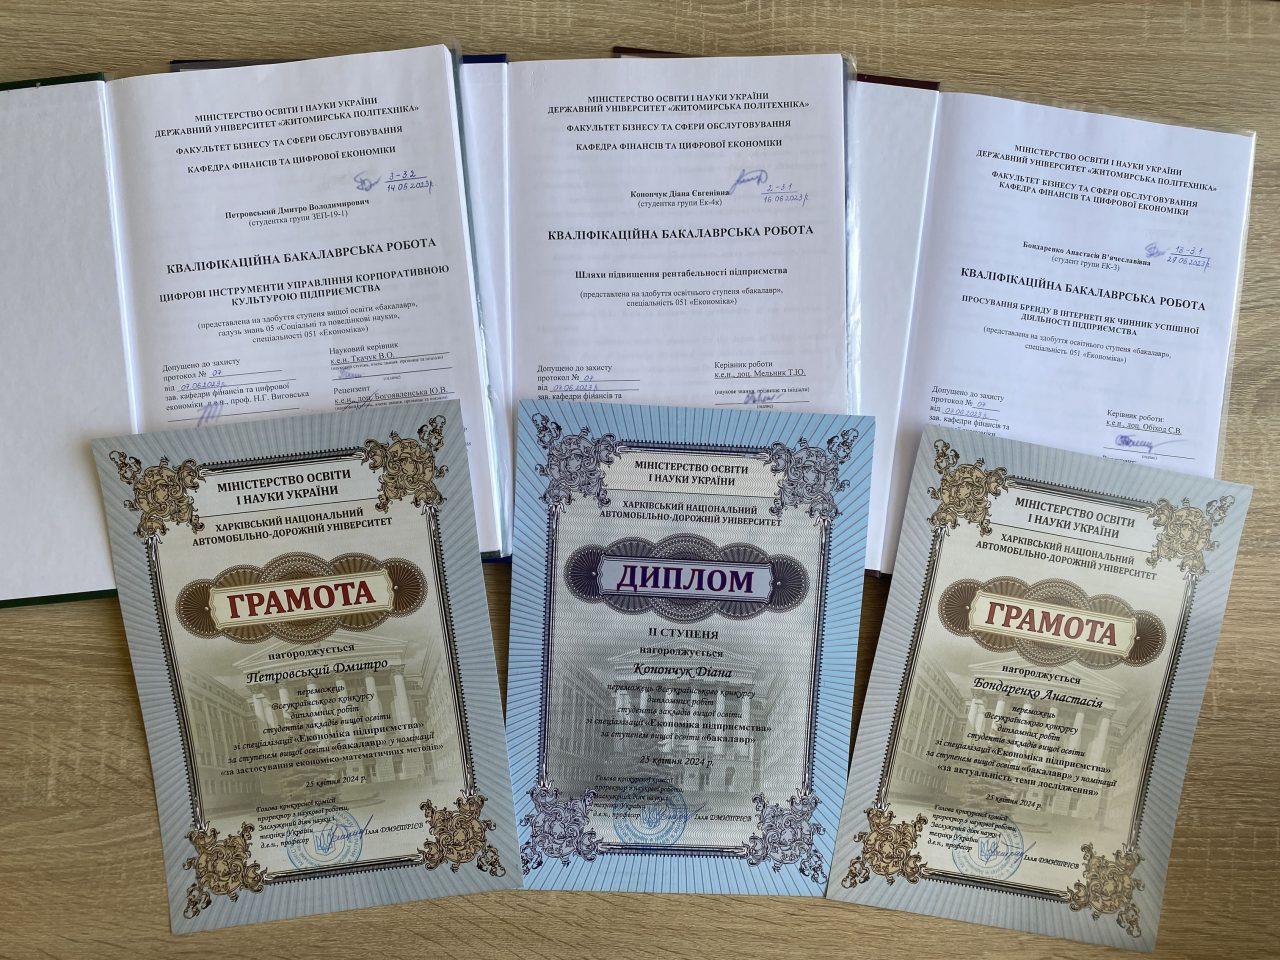 МІНІСТЕРСТВО ОСВІТИ І НАУКИ УКРАЇНИ
ДЕРЖАВНИЙ УНІВЕРСИТЕТ «ЖИТОМИРСЬКА ПОЛІТЕХНІКА»
ФАКУЛЬТЕТ БІЗНЕСУ ТА СФЕРИ ОБСЛУГОВУВАННЯ
КАФЕДРА ФІНАНСІВ ТА ЦИФРОВОЇ ЕКОНОМІКИ
3-32
14.06.2023р.
Петровський Дмитро Володимирович
(студентка групи ЗЕП-19-1)
КВАЛІФІКАЦІЙНА БАКАЛАВРСЬКА РОБОТА
ЦИФРОВІ ІНСТРУМЕНТИ УПРАВЛІННЯ КОРПОРАТИВНОЮ
КУЛЬТУРОЮ ПІДПРИЄМСТВА
(представлена на здобуття ступеня вищої освіти «бакалавр»,
галузь знань 05 «Соціальні та поведінкові науки»,
спеціальності 051 «Економіка»)
Допущено до захисту
протокол № 07
від 07.06.2023р.
зав. кафедри фінансів та цифрової
економіки д.е.н., проф. Н.Г. Виговська
Науковий керівник
к.е.н. Ткачук В.О.
(підпис)
Рецензент
к.е.н., доц. Богоявленська Ю.В.
МІНІСТЕРСТВО ОСВІТИ І НАУКИ УКРАЇНИ
ДЕРЖАВНИЙ УНІВЕРСИТЕТ «ЖИТОМИРСЬКА ПОЛІТЕХНІКА»
ФАКУЛЬТЕТ БІЗНЕСУ ТА СФЕРИ ОБСЛУГОВУВАННЯ
КАФЕДРА ФІНАНСІВ ТА ЦИФРОВОЇ ЕКОНОМІКИ
2-31
16.06.2023р.
Конончук Діана Євгенівна
(студентка групи Ек-4к)
КВАЛІФІКАЦІЙНА БАКАЛАВРСЬКА РОБОТА
Шляхи підвищення рентабельності підприємства
(представлена на здобуття освітнього ступеня «бакалавр»,
спеціальність 051 «Економіка»)
Допущено до захисту
протокол № 07
від 07.06.2023р.
зав. кафедри фінансів та
Керівник роботи
к.е.н., доц. Мельник Т.Ю.
(наукове звання, прізвище та ініціали)
(підпис)
МІНІСТЕРСТВО ОСВІТИ І НАУКИ УКРАЇНИ
ДЕРЖАВНИЙ УНІВЕРСИТЕТ «ЖИТОМИРСЬКА ПОЛІТЕХНІКА»
ФАКУЛЬТЕТ БІЗНЕСУ ТА СФЕРИ ОБСЛУГОВУВАННЯ
КАФЕДРА ФІНАНСІВ ТА ЦИФРОВОЇ ЕКОНОМІКИ
13-31
Бондаренко Анастасія В'ячеславівна
(студент групи ЕК-3)
КВАЛІФІКАЦІЙНА БАКАЛАВРСЬКА РОБОТА
ПРОСУВАННЯ БРЕНДУ В ІНТЕРНЕТІ ЯК ЧИННИК УСПІШНОЇ
ДІЯЛЬНОСТІ ПІДПРИЄМСТВА
(представлена на здобуття освітнього ступеня «бакалавр»,
спеціальність 051 «Економіка»)
Допущено до захисту
протокол № 07
від 07.06.2023р.
зав. кафедри фінансів та
Керівник роботи:
к.е.н., доц. Обіход С.В.
(підпис)
МІНІСТЕРСТВО ОСВІТИ
І НАУКИ УКРАЇНИ
ХАРКІВСЬКИЙ НАЦІОНАЛЬНИЙ
АВТОМОБІЛЬНО-ДОРОЖНІЙ УНІВЕРСИТЕТ
ГРАМОТА
нагороджується
Петровський Дмитро
переможець
Всеукраїнського конкурсу
дипломних робіт
студентів закладів вищої освіти
зі спеціалізації «Економіка підприємства»
за ступенем вищої освіти «бакалавр» у номінації
«за застосування економіко-математичних методів»
25 квітня 2024 р.
Голова конкурсної комісії
проректор з наукової роботи,
Заслужений діяч науки і
техніки України
д.е.н., професор
Ілля ДМИТРІЄВ
МІНІСТЕРСТВО ОСВІТИ
І НАУКИ УКРАЇНИ
ХАРКІВСЬКИЙ НАЦІОНАЛЬНИЙ
АВТОМОБІЛЬНО-ДОРОЖНІЙ УНІВЕРСИТЕТ
ДИПЛОМ
ІІ СТУПЕНЯ
нагороджується
Конончук Діана
переможець Всеукраїнського конкурсу
дипломних робіт
студентів закладів вищої освіти
зі спеціалізації «Економіка підприємства»
за ступенем вищої освіти «бакалавр»
25 квітня 2024 р.
Голова конкурсної комісії
проректор з наукової роботи,
Заслужений діяч науки і
техніки України
д.е.н., професор
Ілля ДМИТРІЄВ
МІНІСТЕРСТВО ОСВІТИ
І НАУКИ УКРАЇНИ
ХАРКІВСЬКИЙ НАЦІОНАЛЬНИЙ
АВТОМОБІЛЬНО-ДОРОЖНІЙ УНІВЕРСИТЕТ
ГРАМОТА
нагороджується
Бондаренко Анастасія
переможець
Всеукраїнського конкурсу
дипломних робіт
студентів закладів вищої освіти
зі спеціалізації «Економіка підприємства»
за ступенем вищої освіти «бакалавр» у номінації
«за актуальність теми дослідження»
25 квітня 2024 р.
Голова конкурсної комісії
проректор з наукової роботи,
Заслужений діяч науки і
техніки України
д.е.н., професор
Ілля ДМИТРІЄВ